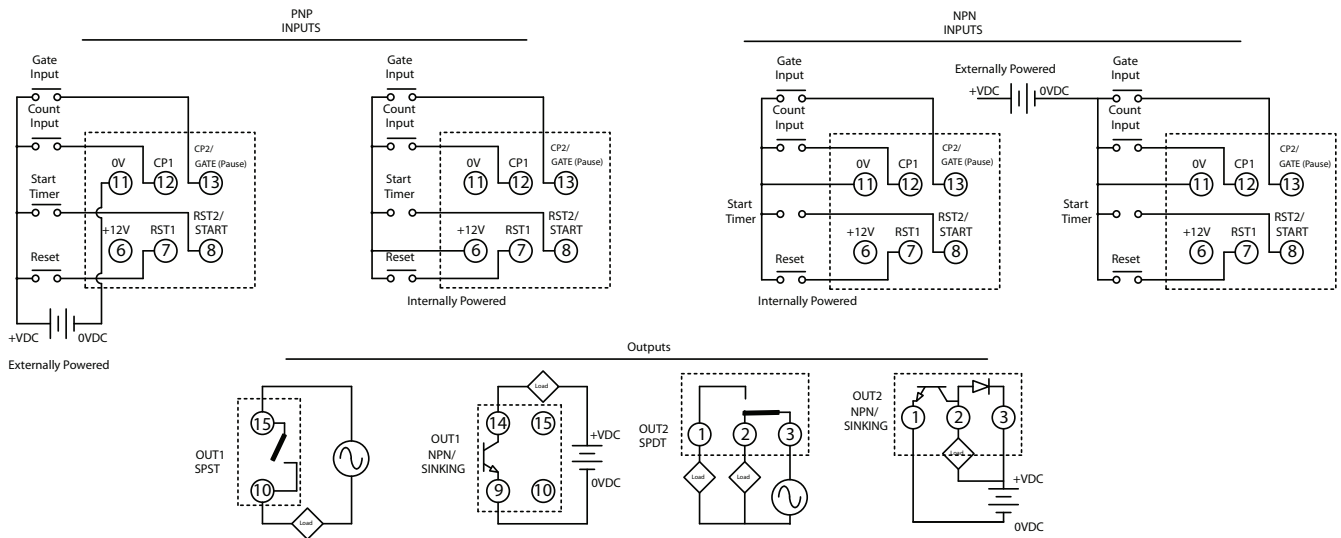 PNP
INPUTS
Gate
Input
Count
Input
0V
CP1
CP2/
GATE (Pause)
11
12
13
Start
Timer
RST2/
START
+12V
RST1
6
7
8
Reset
+VDC
0VDC
Externally Powered
Gate
Input
Count
Input
0V
CP1
CP2/
GATE (Pause)
11
12
13
Start
Timer
RST2/
START
+12V
RST1
6
7
8
Reset
Internally Powered
NPN
INPUTS
Gate
Input
Count
Input
0V
CP1
CP2/
GATE (Pause)
11
12
13
Start
Timer
RST2/
START
+12V
RST1
6
7
8
Reset
Internally Powered
Externally Powered
+VDC
0VDC
Gate
Input
Count
Input
0V
CP1
CP2/
GATE (Pause)
11
12
13
Start
Timer
RST2/
START
+12V
RST1
6
7
8
Reset
Outputs
15
OUT1
SPST
10
Load
Load
14
15
OUT1
NPN/
SINKING
+VDC
0VDC
9
10
OUT2
SPDT
1
2
3
Load
Load
OUT2
NPN/
SINKING
1
2
3
Load
+VDC
0VDC